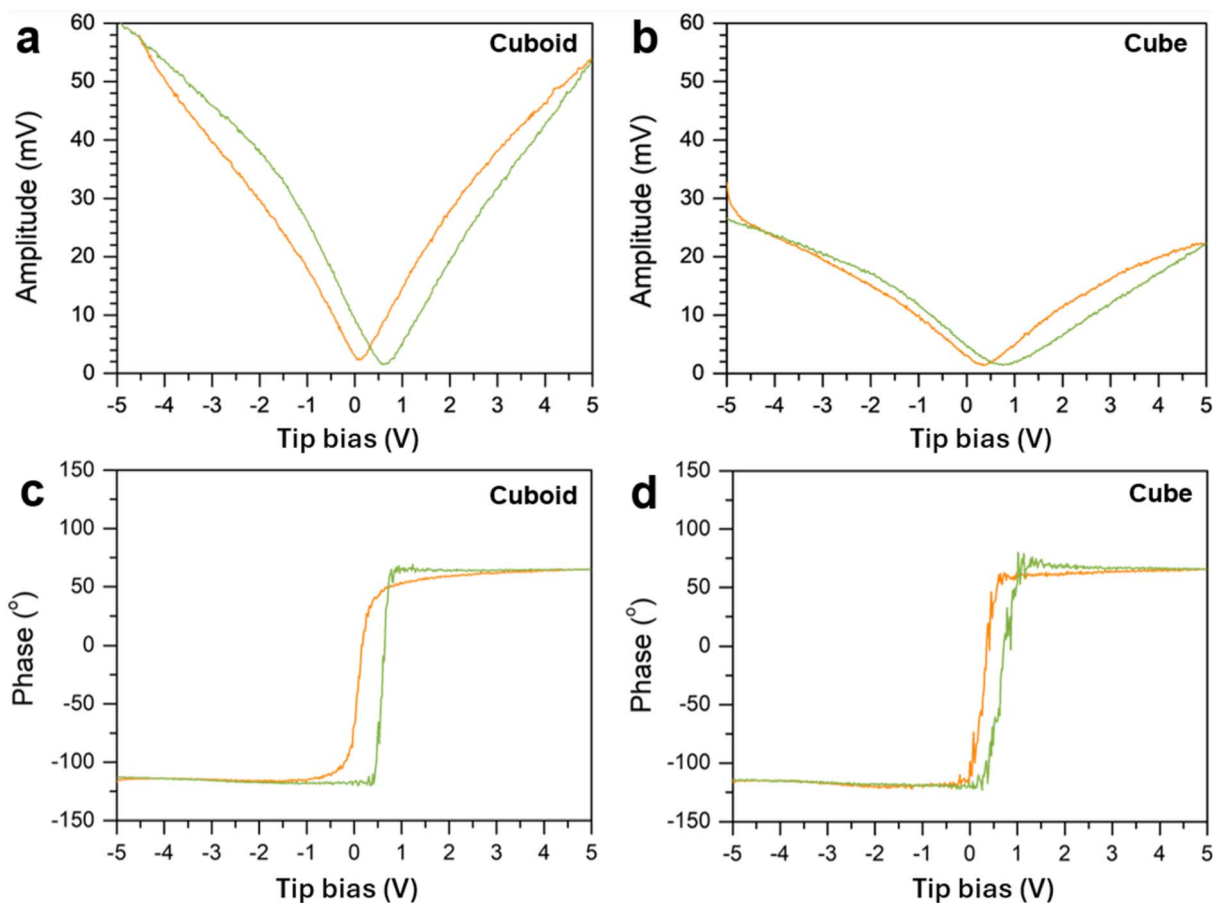 a
Cuboid
Amplitude (mV)
60
50
40
30
20
10
0
-5 -4 -3 -2 -1 0 1 2 3 4 5
Tip bias (V)
b
Cube
Amplitude (mV)
60
50
40
30
20
10
0
-5 -4 -3 -2 -1 0 1 2 3 4 5
Tip bias (V)
c
Cuboid
Phase (°)
150
100
50
0
-50
-100
-150
-5 -4 -3 -2 -1 0 1 2 3 4 5
Tip bias (V)
d
Cube
Phase (°)
150
100
50
0
-50
-100
-150
-5 -4 -3 -2 -1 0 1 2 3 4 5
Tip bias (V)